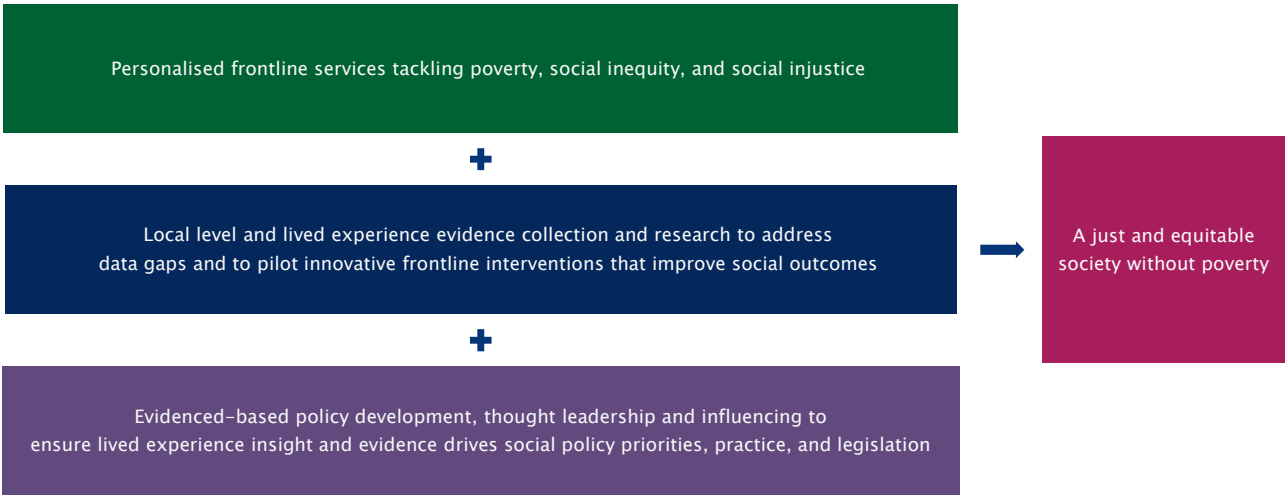 Personalised frontline services tackling poverty, social inequity, and social injustice
Local level and lived experience evidence collection and research to address
data gaps and to pilot innovative frontline interventions that improve social outcomes
A just and equitable
society without poverty
Evidenced-based policy development, thought leadership and influencing to
ensure lived experience insight and evidence drives social policy priorities, practice, and legislation